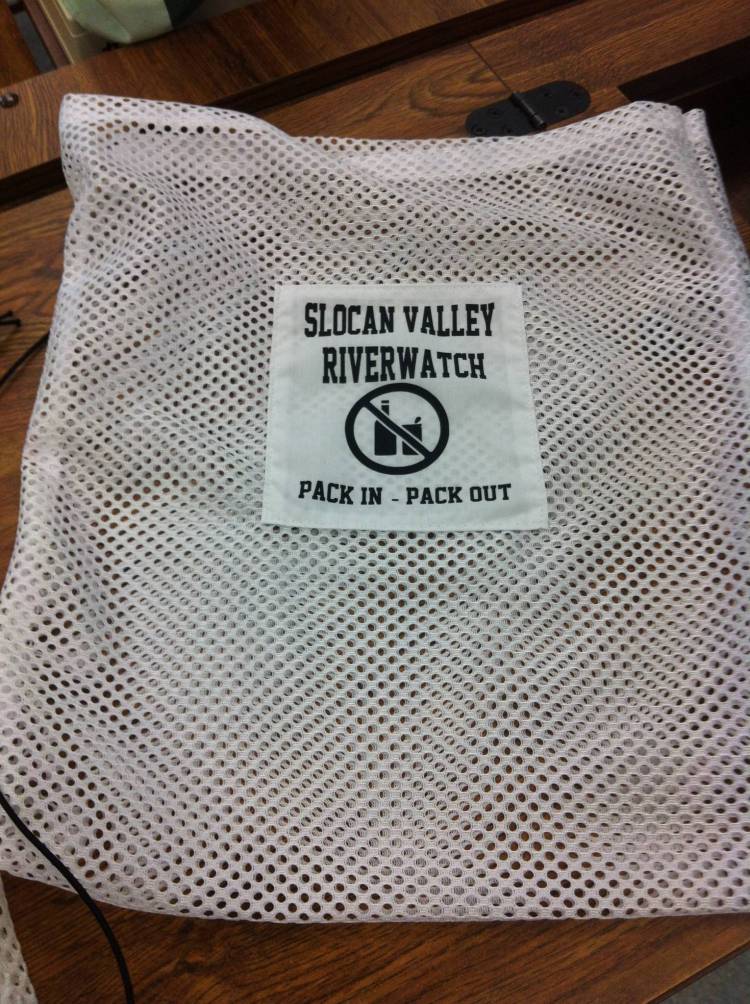 SLOCAN VALLEY
RIVERWATCH
PACK IN - PACK OUT